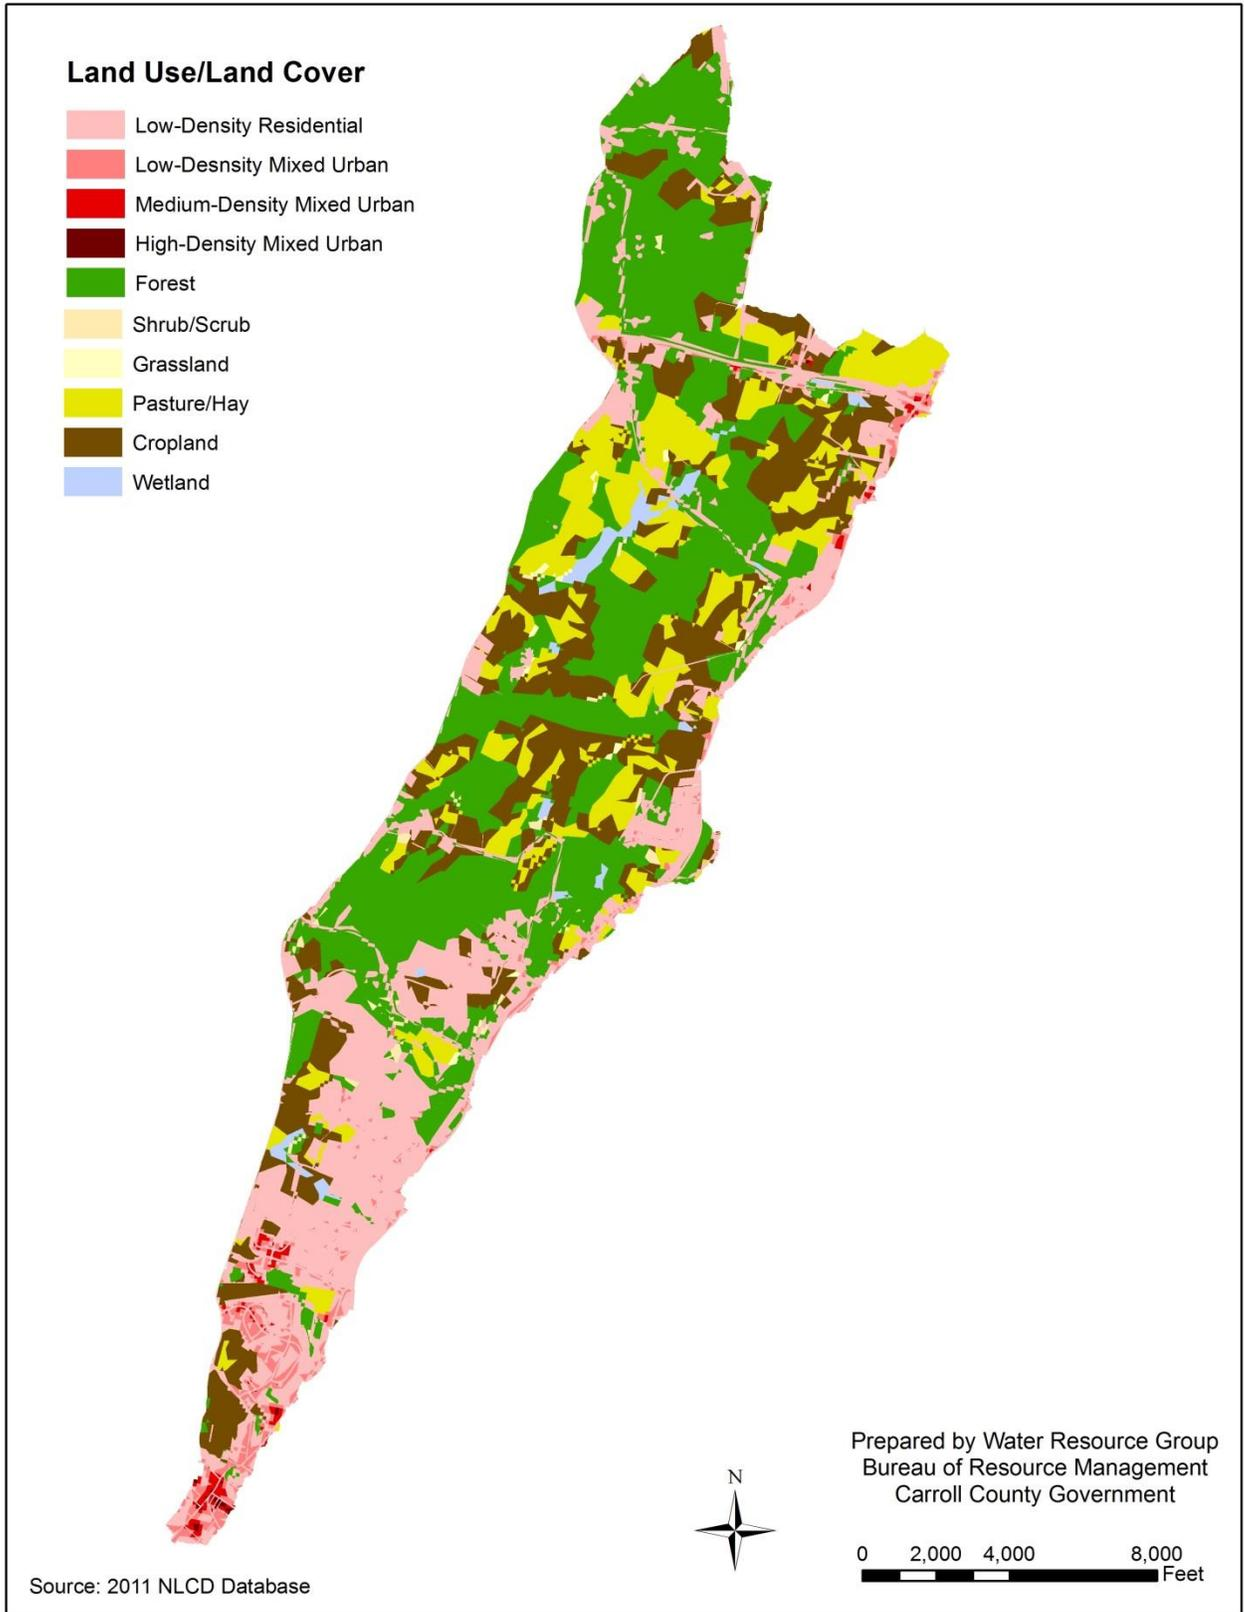 Land Use/Land Cover
Low-Density Residential
Low-Desnsity Mixed Urban
Medium-Density Mixed Urban
High-Density Mixed Urban
Forest
Shrub/Scrub
Grassland
Pasture/Hay
Cropland
Wetland
Prepared by Water Resource Group
Bureau of Resource Management
Carroll County Government
N
0 2,000 4,000 8,000
Feet
Source: 2011 NLCD Database